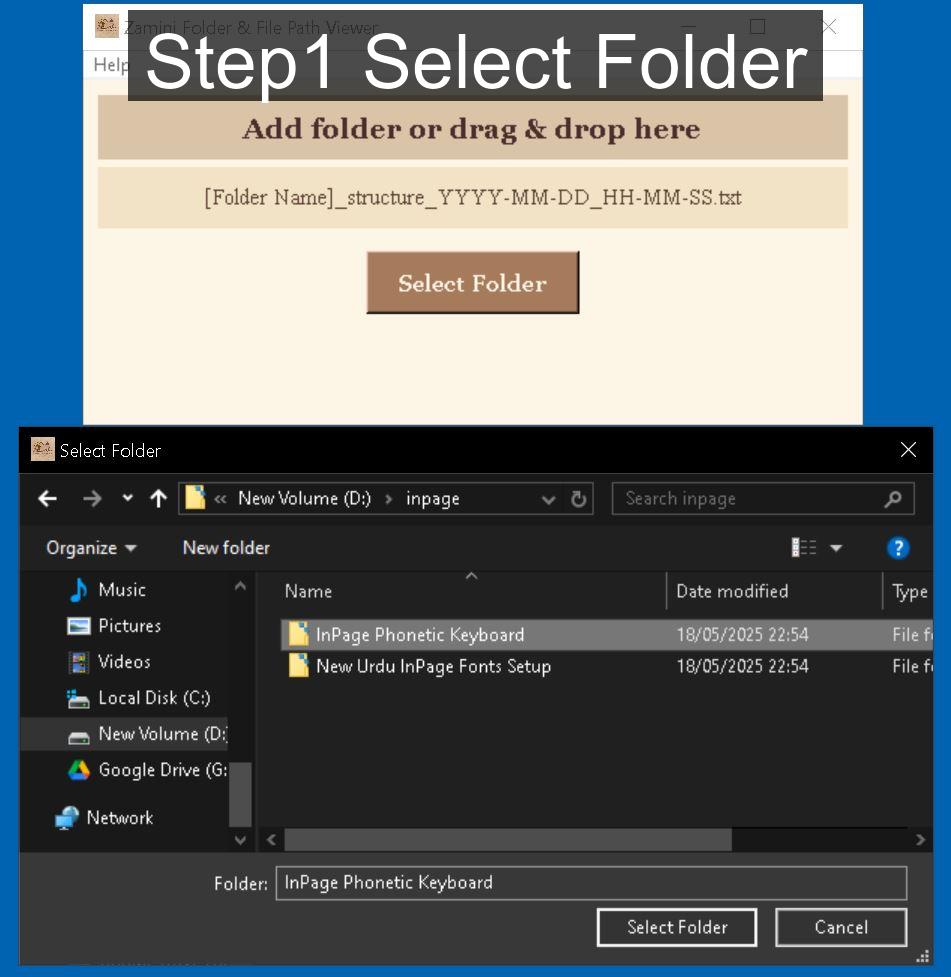 Zamini Folder & File Path Viewer
Step1 Select Folder
Help
Add folder or drag & drop here
[Folder Name]_structure_YYYY-MM-DD_HH-MM-SS.txt
Select Folder
Select Folder
« New Volume (D:) › inpage
Search inpage
Organize
New folder
?
Name Date modified Type
Music
Pictures
Videos
Local Disk (C:)
New Volume (D:
Google Drive (G:
Network
InPage Phonetic Keyboard 18/05/2025 22:54 File f
New Urdu InPage Fonts Setup 18/05/2025 22:54 File f
Folder: InPage Phonetic Keyboard
Select Folder
Cancel